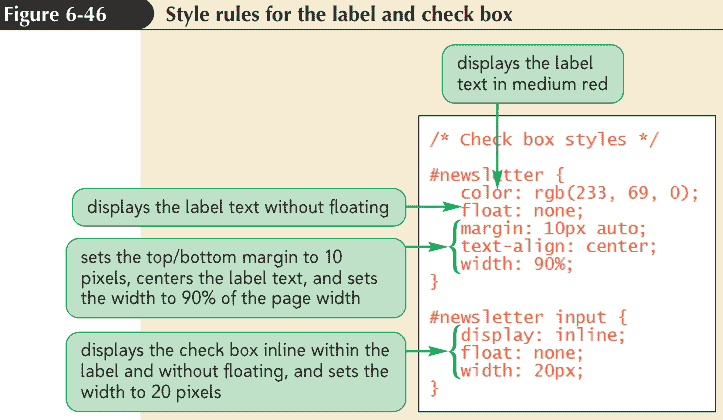 Figure 6-46
Style rules for the label and check box
displays the label
text in medium red
/* Check box styles */
#newsletter {
color: rgb(233, 69, 0);
float: none;
margin: 10px auto;
text-align: center;
width: 90%;
}
#newsletter input {
display: inline;
float: none;
width: 20px;
}
displays the label text without floating
sets the top/bottom margin to 10
pixels, centers the label text, and sets
the width to 90% of the page width
displays the check box inline within the
label and without floating, and sets the
width to 20 pixels